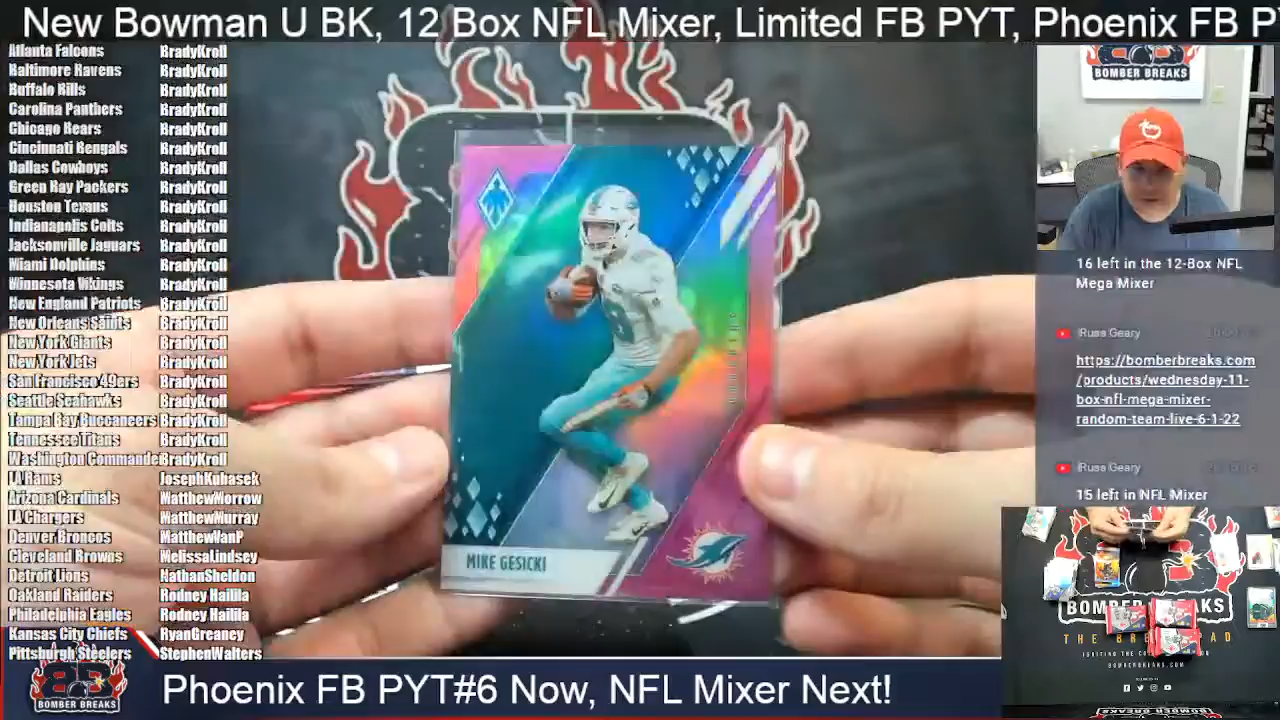 New Bowman U BK, 12 Box NFL Mixer, Limited FB PYT, Phoenix FB PY
Atlanta Falcons BradyKroll
Baltimore Ravens BradyKroll
Buffalo Bills BradyKroll
Carolina Panthers BradyKroll
Chicago Bears BradyKroll
Cincinnati Bengals BradyKroll
Dallas Cowboys BradyKroll
Green Bay Packers BradyKroll
Houston Texans BradyKroll
Indianapolis Colts BradyKroll
Jacksonville Jaguars BradyKroll
Miami Dolphins BradyKroll
Minnesota Vikings BradyKroll
New England Patriots BradyKroll
New Orleans Saints BradyKroll
New York Giants BradyKroll
New York Jets BradyKroll
San Francisco 49ers BradyKroll
Seattle Seahawks BradyKroll
Tampa Bay Buccaneers BradyKroll
Tennessee Titans BradyKroll
Washington Commande BradyKroll
LA Rams JosephKubasek
Arizona Cardinals MatthewMorrow
LA Chargers MatthewMurray
Denver Broncos MatthewVanP
Cleveland Browns MelissaLindsey
Detroit Lions NathanSheldon
Oakland Raiders Rodney Hailila
Philadelphia Eagles Rodney Hailila
Kansas City Chiefs RyanGreaney
Pittsburgh Steelers StephenWalters
MIKE GESICKI
BOMBER BREAKS
16 left in the 12-Box NFL
Mega Mixer
Russ Geary
https://bomberbreaks.com
/products/wednesday-11-
box-nfl-mega-mixer-
random-team-live-6-1-22
Russ Geary
15 left in NFL Mixer
BOMBER BREAKS
BOMBERBREAKS.COM
BOMBER BREAKS
Phoenix FB PYT#6 Now, NFL Mixer Next!